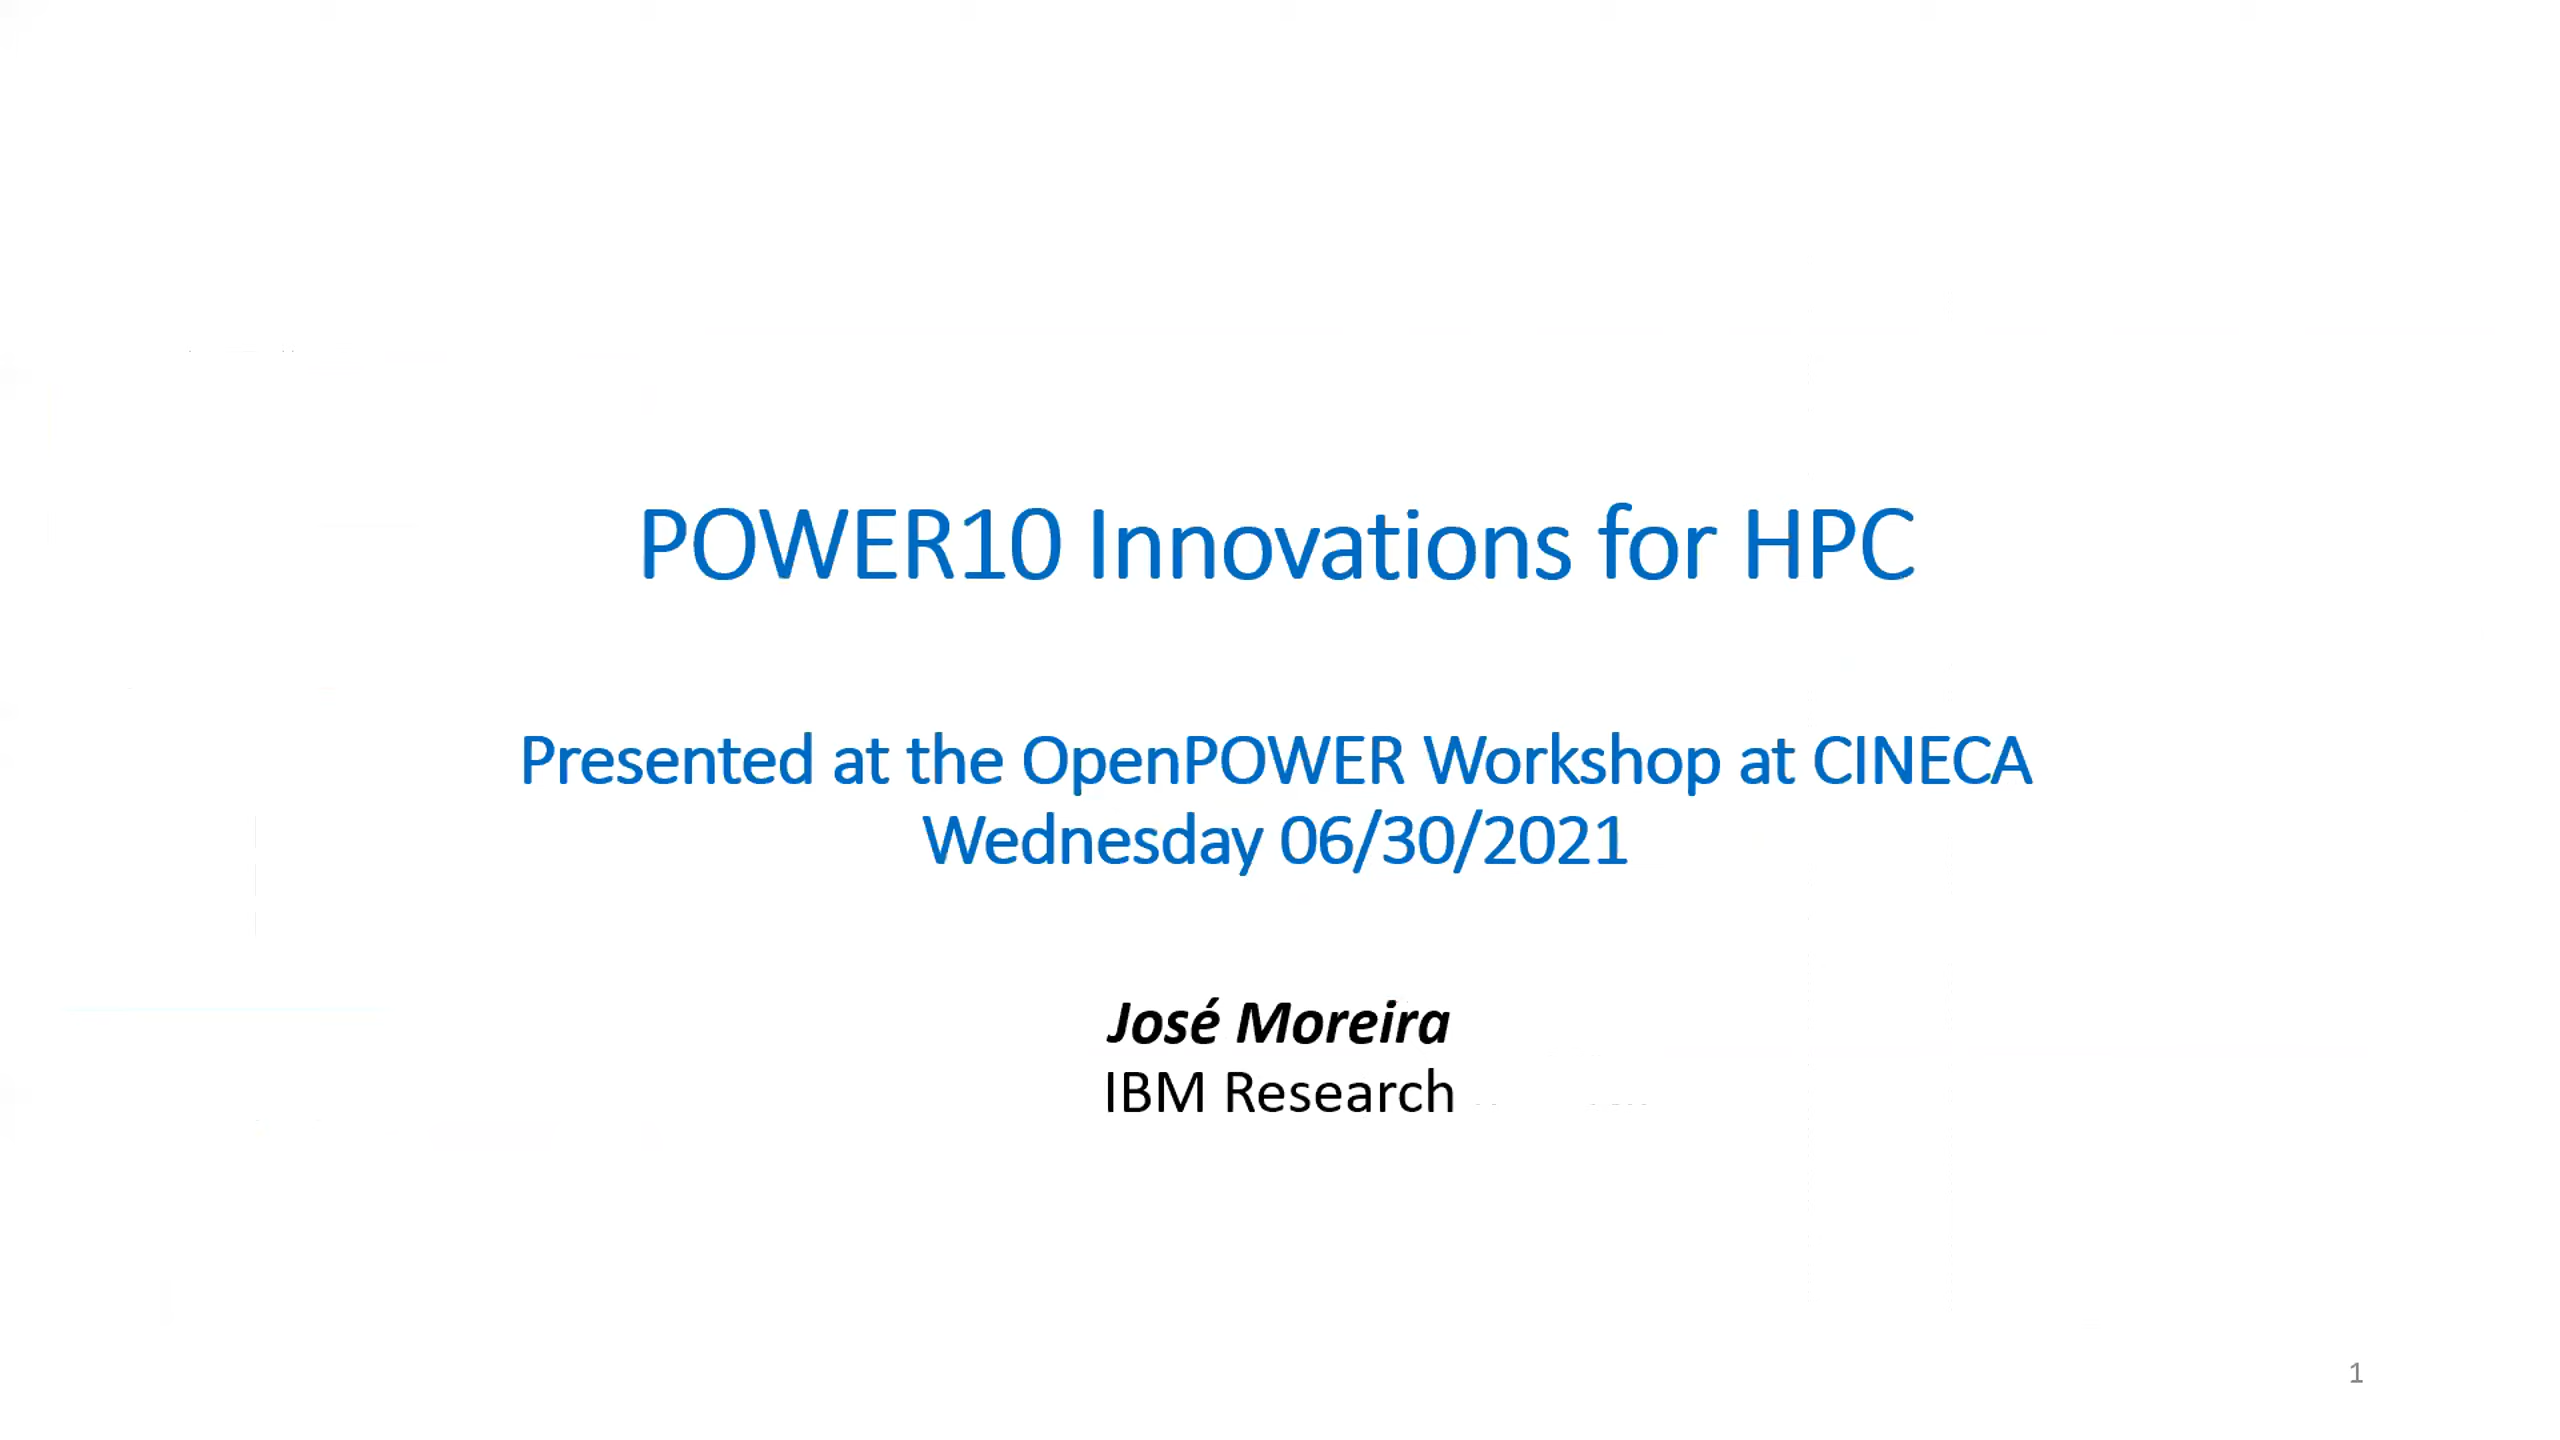 POWER10 Innovations for HPC
Presented at the OpenPOWER Workshop at CINECA
Wednesday 06/30/2021
José Moreira
IBM Research
1